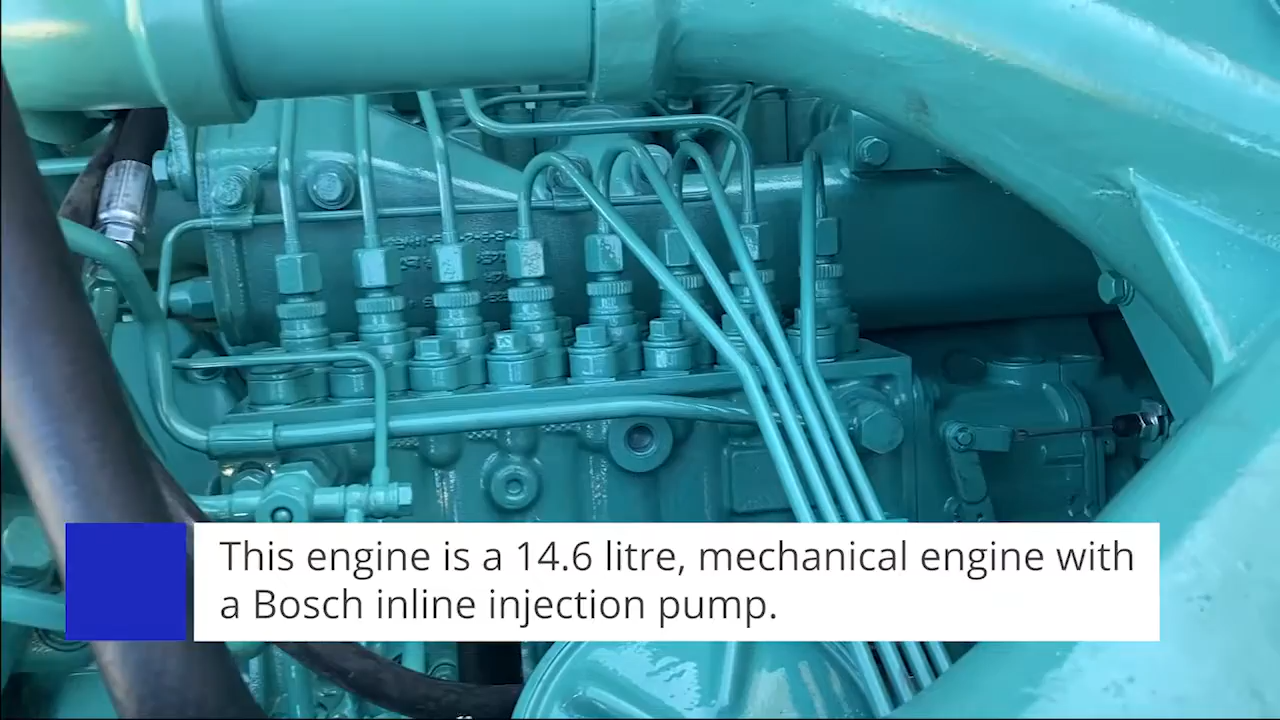 This engine is a 14.6 litre, mechanical engine with
a Bosch inline injection pump.